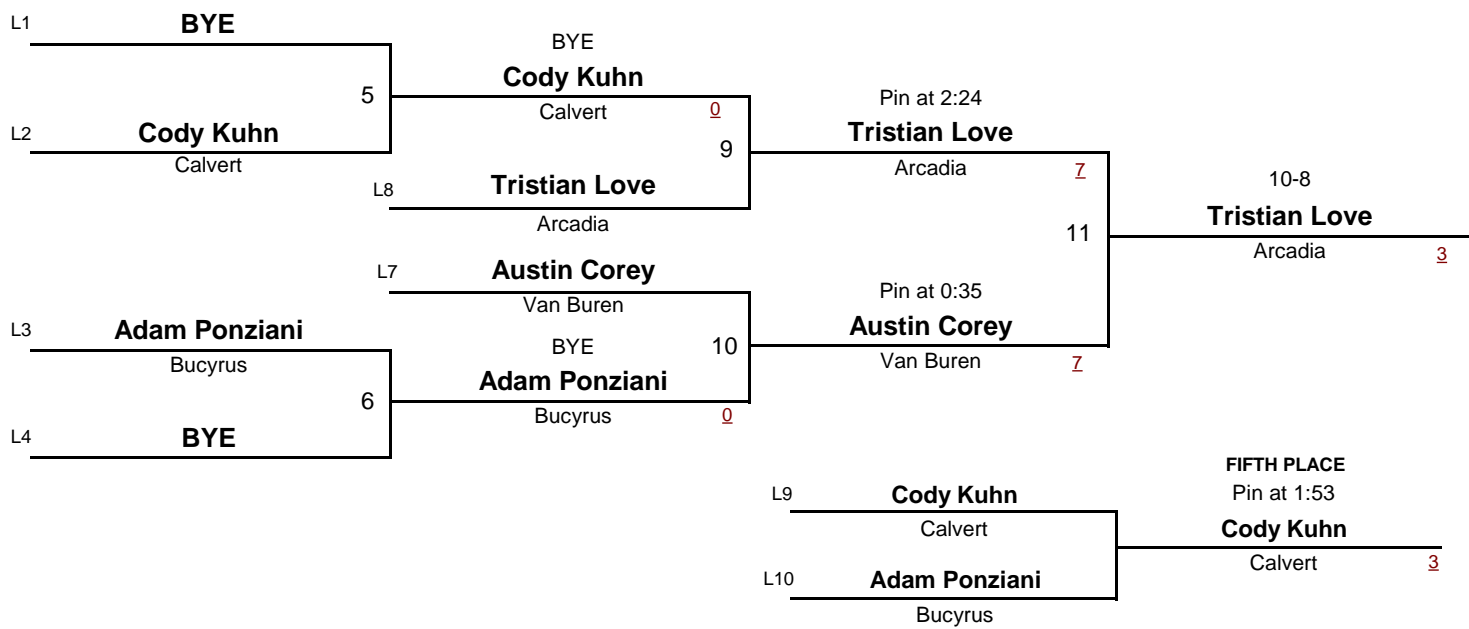 L1
BYE
5
L2
Cody Kuhn
Calvert
BYE
Cody Kuhn
Calvert
0
9
L8
Tristian Love
Arcadia
Pin at 2:24
Tristian Love
Arcadia
7
11
10-8
Tristian Love
Arcadia
3
L7
Austin Corey
Van Buren
L3
Adam Ponziani
Bucyrus
6
L4
BYE
BYE
10
Adam Ponziani
Bucyrus
0
Pin at 0:35
Austin Corey
Van Buren
7
L9
Cody Kuhn
Calvert
L10
Adam Ponziani
Bucyrus
FIFTH PLACE
Pin at 1:53
Cody Kuhn
Calvert
3